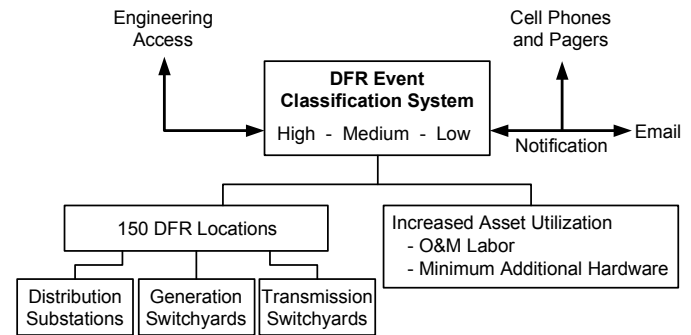 Engineering
Access
Cell Phones
and Pagers
DFR Event
Classification System
High - Medium - Low
Notification
Email
150 DFR Locations
Increased Asset Utilization
- O&M Labor
- Minimum Additional Hardware
Distribution
Substations
Generation
Switchyards
Transmission
Switchyards